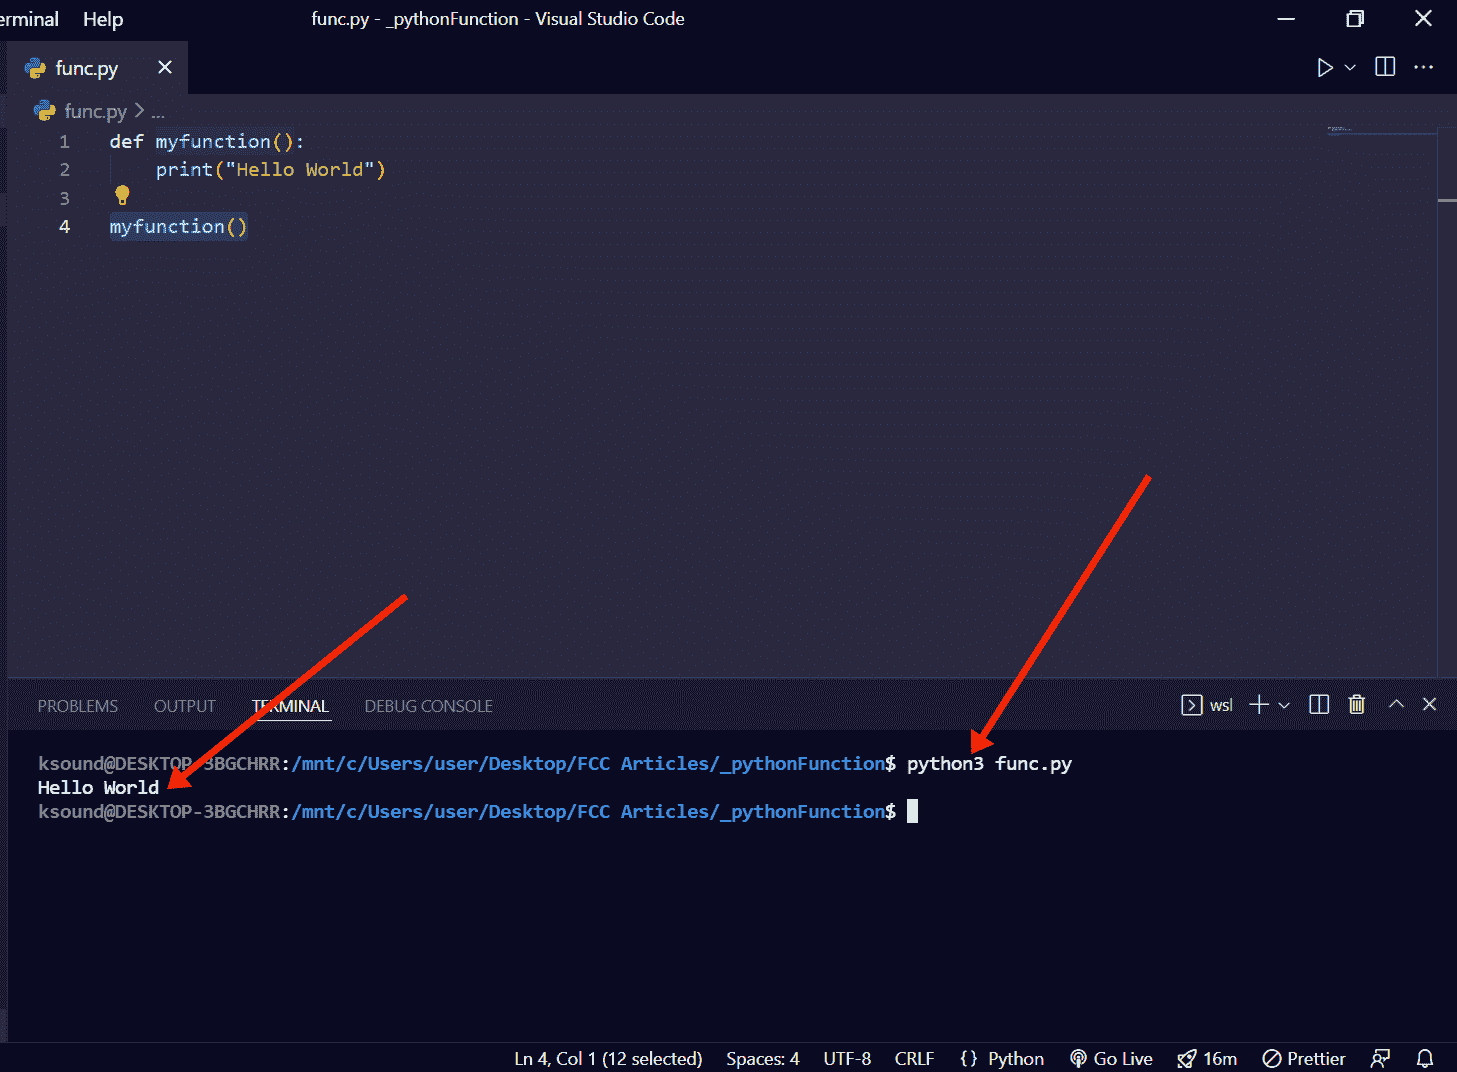 erminal Help func.py - _pythonFunction - Visual Studio Code
func.py
func.py > ...
1 def myfunction():
2     print("Hello World")
3
4 myfunction()
PROBLEMS OUTPUT TERMINAL DEBUG CONSOLE wsl
ksound@DESKTOP-3BGCHRR:/mnt/c/Users/user/Desktop/FCC Articles/_pythonFunction$ python3 func.py
Hello World
ksound@DESKTOP-3BGCHRR:/mnt/c/Users/user/Desktop/FCC Articles/_pythonFunction$
Ln 4, Col 1 (12 selected) Spaces: 4 UTF-8 CRLF {} Python Go Live 16m Prettier